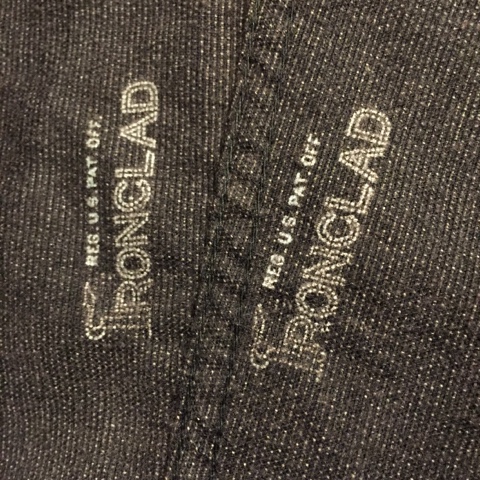 REG. U.S. PAT. OFF.
IRONCLAD
REG. U.S. PAT. OFF.
IRONCLAD